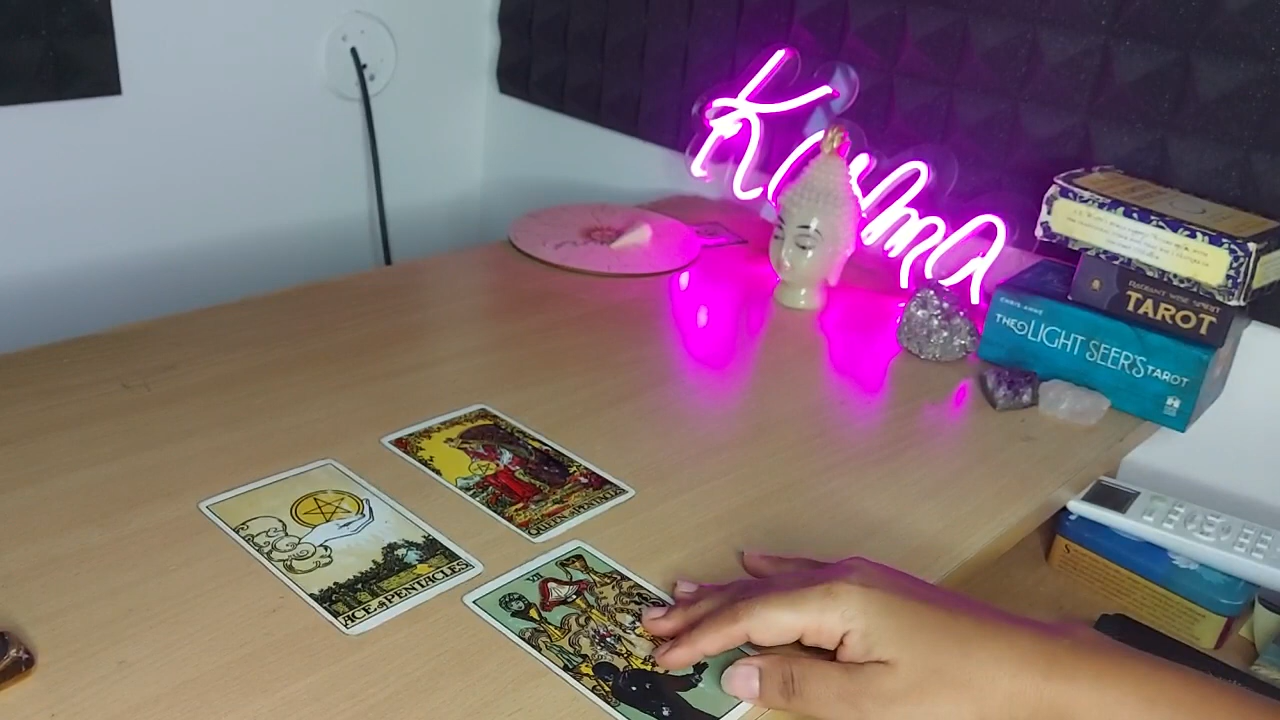 Karma
RADIANT WISE SPIRIT
TAROT
CHRIS-ANNE
THE LIGHT SEER'S TAROT
ACE of PENTACLES
QUEEN of PENTACLES
VII